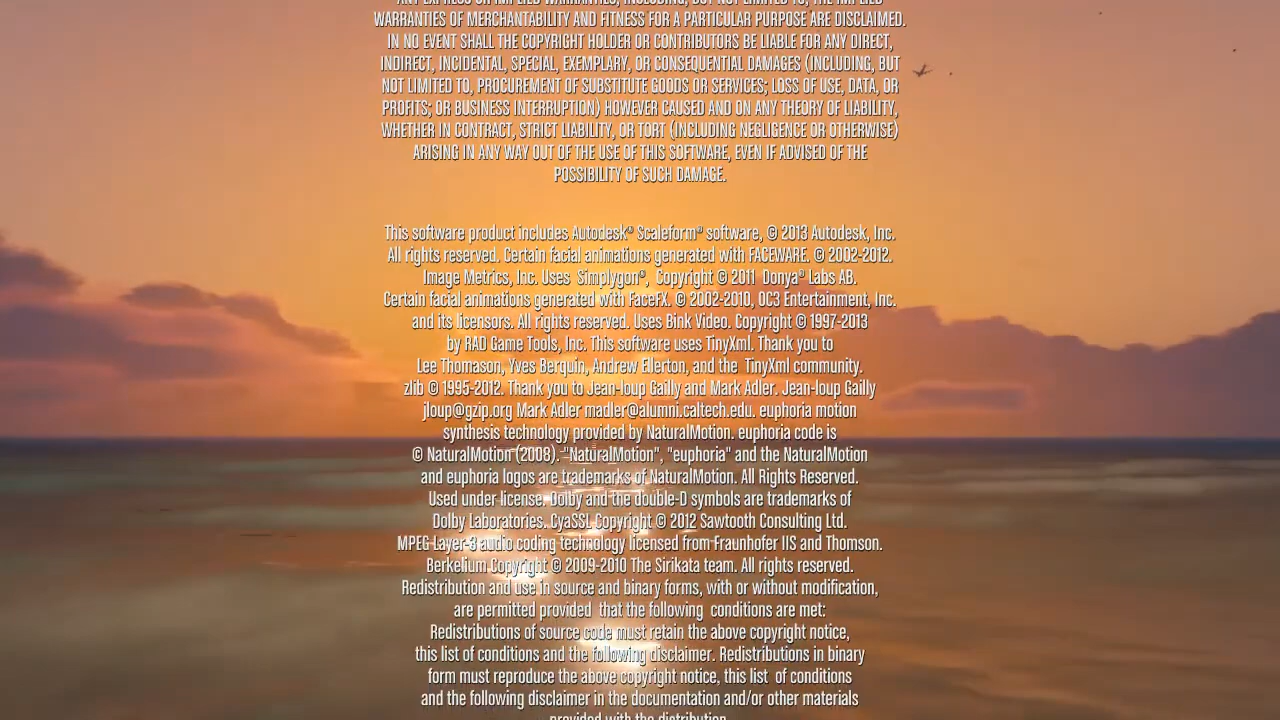 ANY EXPRESS OR IMPLIED WARRANTIES, INCLUDING, BUT NOT LIMITED TO, THE IMPLIED
WARRANTIES OF MERCHANTABILITY AND FITNESS FOR A PARTICULAR PURPOSE ARE DISCLAIMED.
IN NO EVENT SHALL THE COPYRIGHT HOLDER OR CONTRIBUTORS BE LIABLE FOR ANY DIRECT,
INDIRECT, INCIDENTAL, SPECIAL, EXEMPLARY, OR CONSEQUENTIAL DAMAGES (INCLUDING, BUT
NOT LIMITED TO, PROCUREMENT OF SUBSTITUTE GOODS OR SERVICES; LOSS OF USE, DATA, OR
PROFITS; OR BUSINESS INTERRUPTION) HOWEVER CAUSED AND ON ANY THEORY OF LIABILITY,
WHETHER IN CONTRACT, STRICT LIABILITY, OR TORT (INCLUDING NEGLIGENCE OR OTHERWISE)
ARISING IN ANY WAY OUT OF THE USE OF THIS SOFTWARE, EVEN IF ADVISED OF THE
POSSIBILITY OF SUCH DAMAGE.
This software product includes Autodesk® Scaleform® software, © 2013 Autodesk, Inc.
All rights reserved. Certain facial animations generated with FACEWARE. © 2002-2012.
Image Metrics, Inc. Uses Simplygon®, Copyright © 2011 Donya® Labs AB.
Certain facial animations generated with FaceFX. © 2002-2010, OC3 Entertainment, Inc.
and its licensors. All rights reserved. Uses Bink Video. Copyright © 1997-2013
by RAD Game Tools, Inc. This software uses TinyXml. Thank you to
Lee Thomason, Yves Berquin, Andrew Ellerton, and the TinyXml community.
zlib © 1995-2012. Thank you to Jean-loup Gailly and Mark Adler. Jean-loup Gailly
jloup@gzip.org Mark Adler madler@alumni.caltech.edu. euphoria motion
synthesis technology provided by NaturalMotion. euphoria code is
© NaturalMotion (2008). "NaturalMotion", "euphoria" and the NaturalMotion
and euphoria logos are trademarks of NaturalMotion. All Rights Reserved.
Used under license. Dolby and the double-D symbols are trademarks of
Dolby Laboratories. CyaSSL Copyright © 2012 Sawtooth Consulting Ltd.
MPEG Layer-3 audio coding technology licensed from Fraunhofer IIS and Thomson.
Berkelium Copyright © 2009-2010 The Sirikata team. All rights reserved.
Redistribution and use in source and binary forms, with or without modification,
are permitted provided that the following conditions are met:
Redistributions of source code must retain the above copyright notice,
this list of conditions and the following disclaimer. Redistributions in binary
form must reproduce the above copyright notice, this list of conditions
and the following disclaimer in the documentation and/or other materials
provided with the distribution.